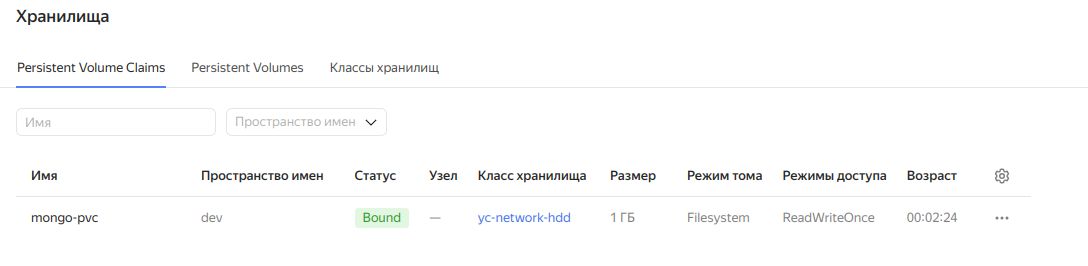 Хранилища
Persistent Volume Claims Persistent Volumes Классы хранилищ
Имя Пространство имен
Имя Пространство имен Статус Узел Класс хранилища Размер Режим тома Режимы доступа Возраст
mongo-pvc dev Bound — yc-network-hdd 1 ГБ Filesystem ReadWriteOnce 00:02:24